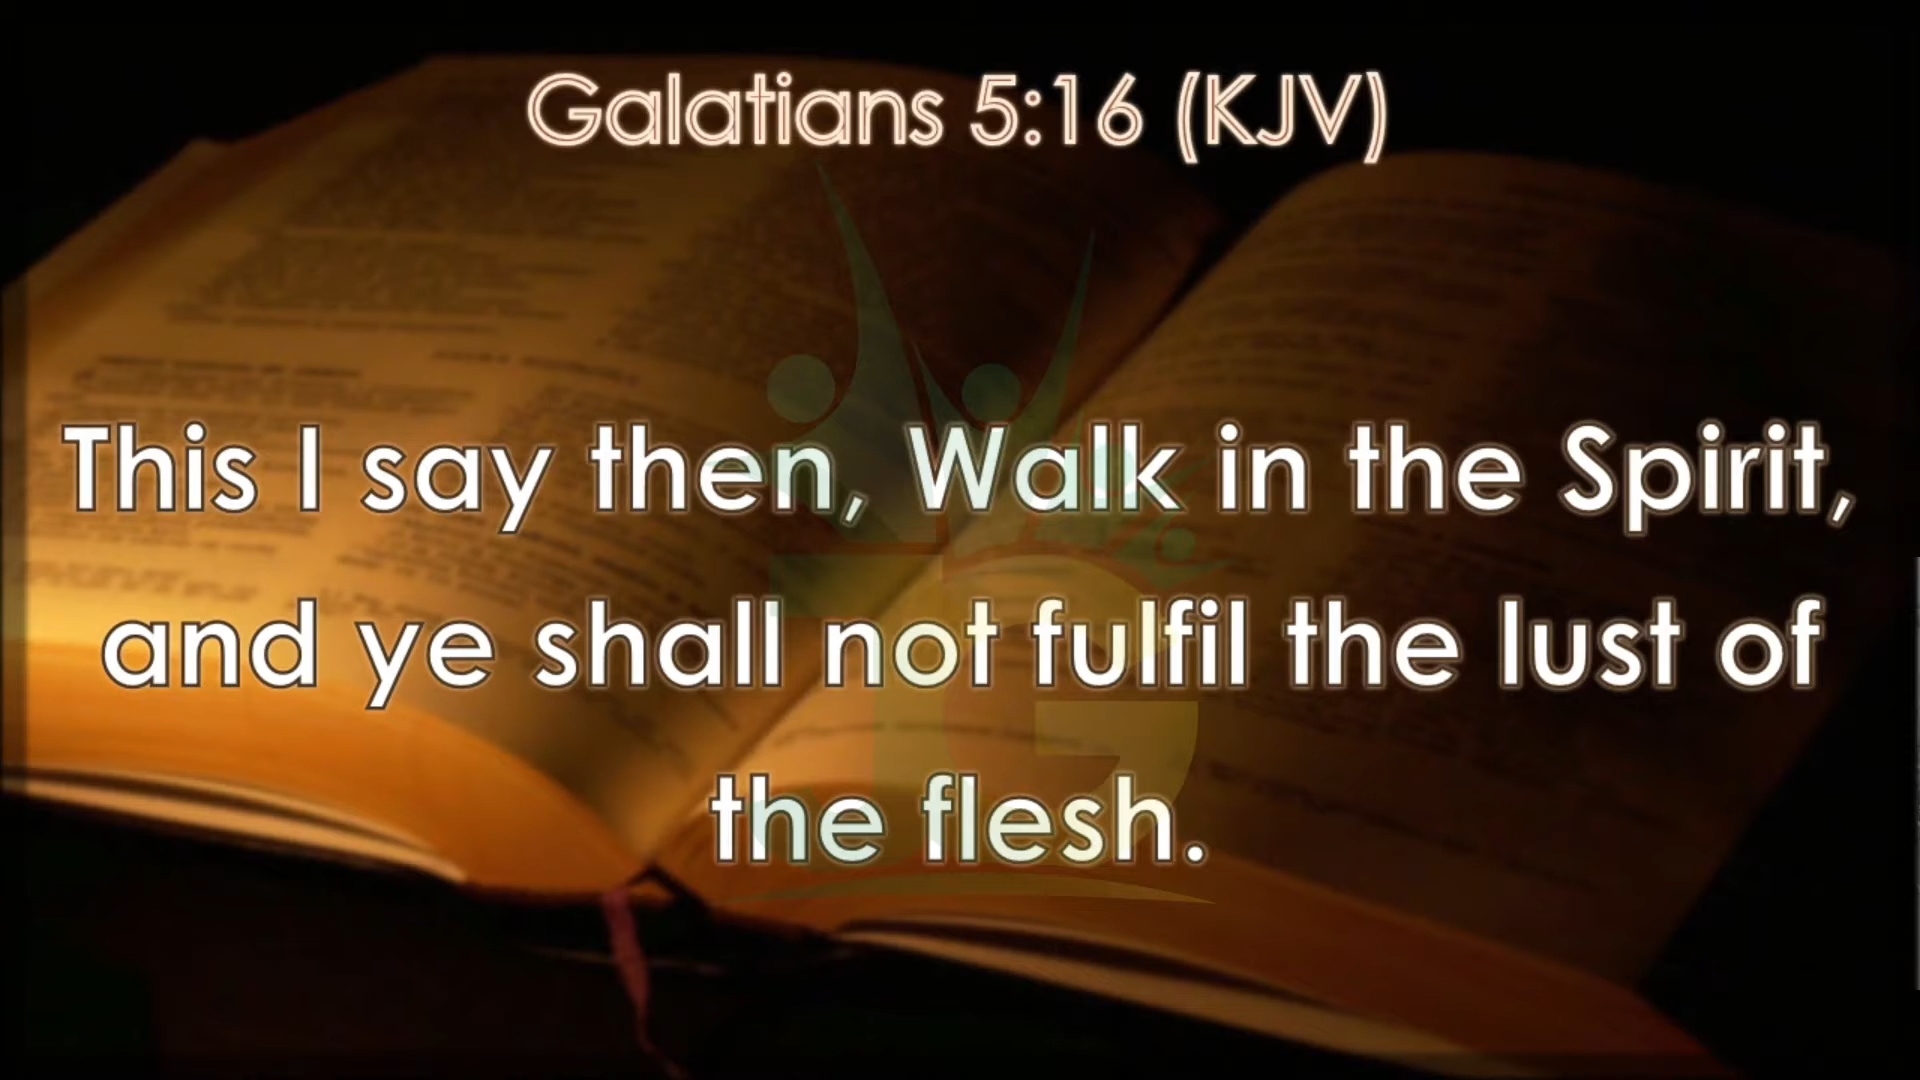 Galatians 5:16 (KJV)
This I say then, Walk in the Spirit,
and ye shall not fulfil the lust of
the flesh.